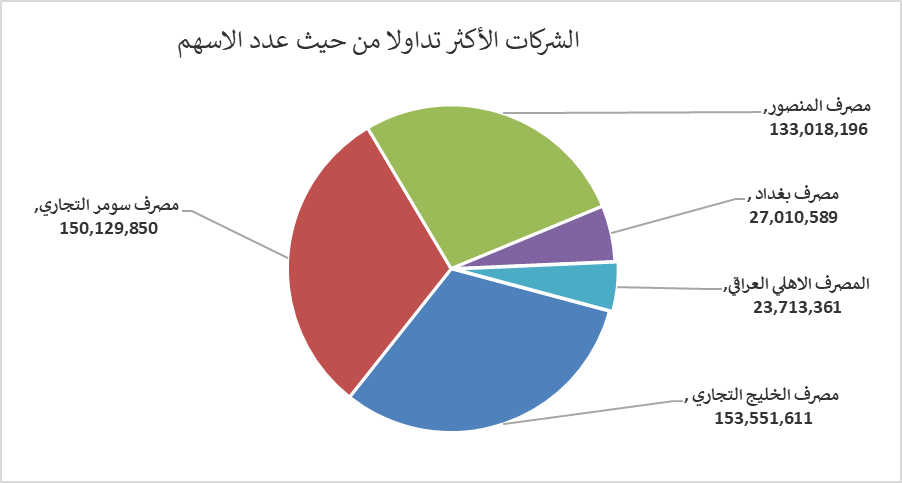 الشركات الأكثر تداولا من حيث عدد الاسهم
مصرف المنصور,
133,018,196
مصرف بغداد ,
27,010,589
مصرف سومر التجاري,
150,129,850
المصرف الاهلي العراقي,
23,713,361
مصرف الخليج التجاري ,
153,551,611